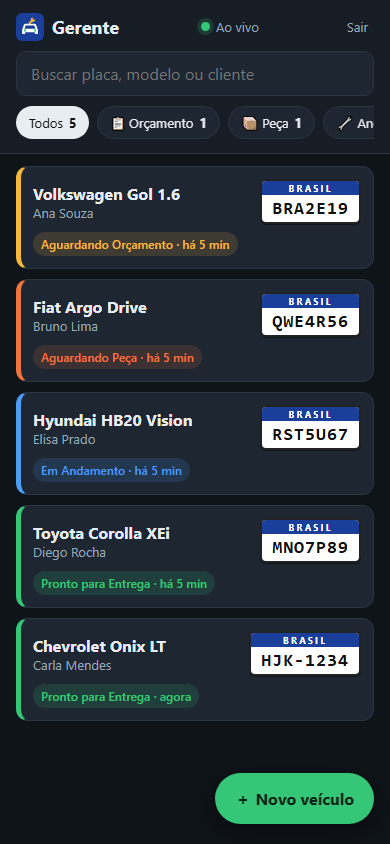 Gerente
Ao vivo
Sair
Buscar placa, modelo ou cliente
Todos 5
Orçamento 1
Peça 1
An
Volkswagen Gol 1.6
Ana Souza
Aguardando Orçamento · há 5 min
BRASIL
BRA2E19
Fiat Argo Drive
Bruno Lima
Aguardando Peça · há 5 min
BRASIL
QWE4R56
Hyundai HB20 Vision
Elisa Prado
Em Andamento · há 5 min
BRASIL
RST5U67
Toyota Corolla XEi
Diego Rocha
Pronto para Entrega · há 5 min
BRASIL
MNO7P89
Chevrolet Onix LT
Carla Mendes
Pronto para Entrega · agora
BRASIL
HJK-1234
+ Novo veículo